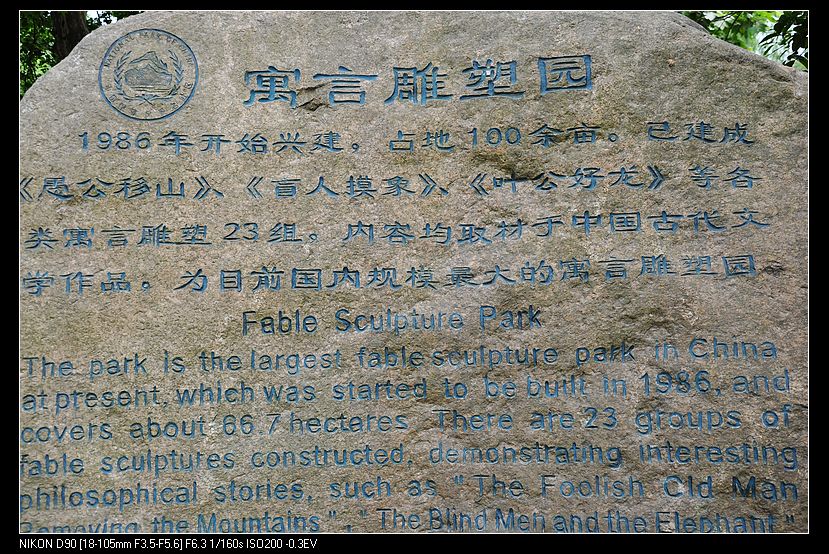 NATIONAL PARK OF
寓言雕塑园
1986年开始兴建，占地100余亩。已建成
《愚公移山》、《盲人摸象》、《叶公好龙》等各
类寓言雕塑23组。内容均取材于中国古代文
学作品。为目前国内规模最大的寓言雕塑园
Fable Sculpture Park
The park is the largest fable sculpture park in China
at present, which was started to be built in 1986, and
covers about 66.7 hectares. There are 23 groups of
fable sculptures constructed, demonstrating interesting
philosophical stories, such as "The Foolish Old Man
Removing the Mountains", "The Blind Men and the Elephant"
NIKON D90 [18-105mm F3.5-F5.6] F6.3 1/160s ISO200 -0.3EV